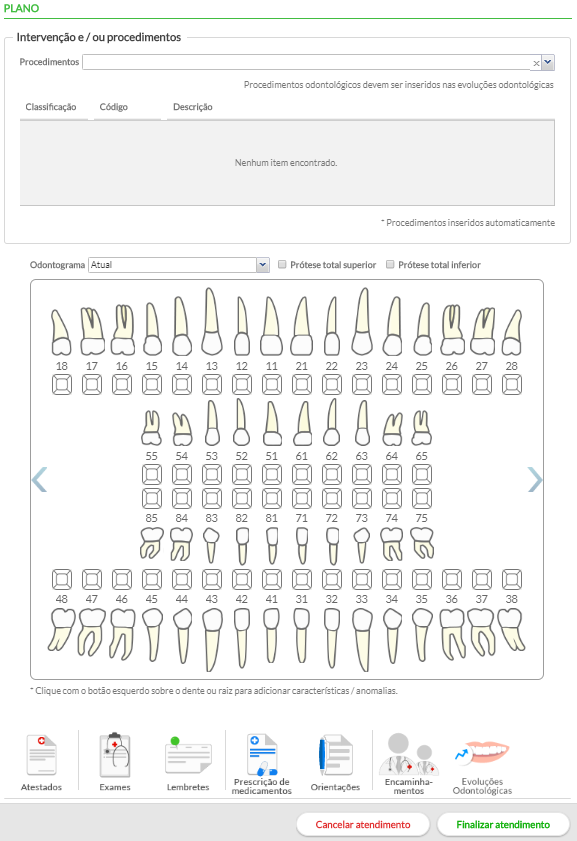 PLANO
Intervenção e / ou procedimentos
Procedimentos
Procedimentos odontológicos devem ser inseridos nas evoluções odontológicas
Classificação Código Descrição
Nenhum item encontrado.
* Procedimentos inseridos automaticamente
Odontograma Atual Prótese total superior Prótese total inferior
18 17 16 15 14 13 12 11 21 22 23 24 25 26 27 28
55 54 53 52 51 61 62 63 64 65
85 84 83 82 81 71 72 73 74 75
48 47 46 45 44 43 42 41 31 32 33 34 35 36 37 38
* Clique com o botão esquerdo sobre o dente ou raiz para adicionar características / anomalias.
Atestados
Exames
Lembretes
Prescrição de
medicamentos
Orientações
Encaminha-
mentos
Evoluções
Odontológicas
Cancelar atendimento
Finalizar atendimento